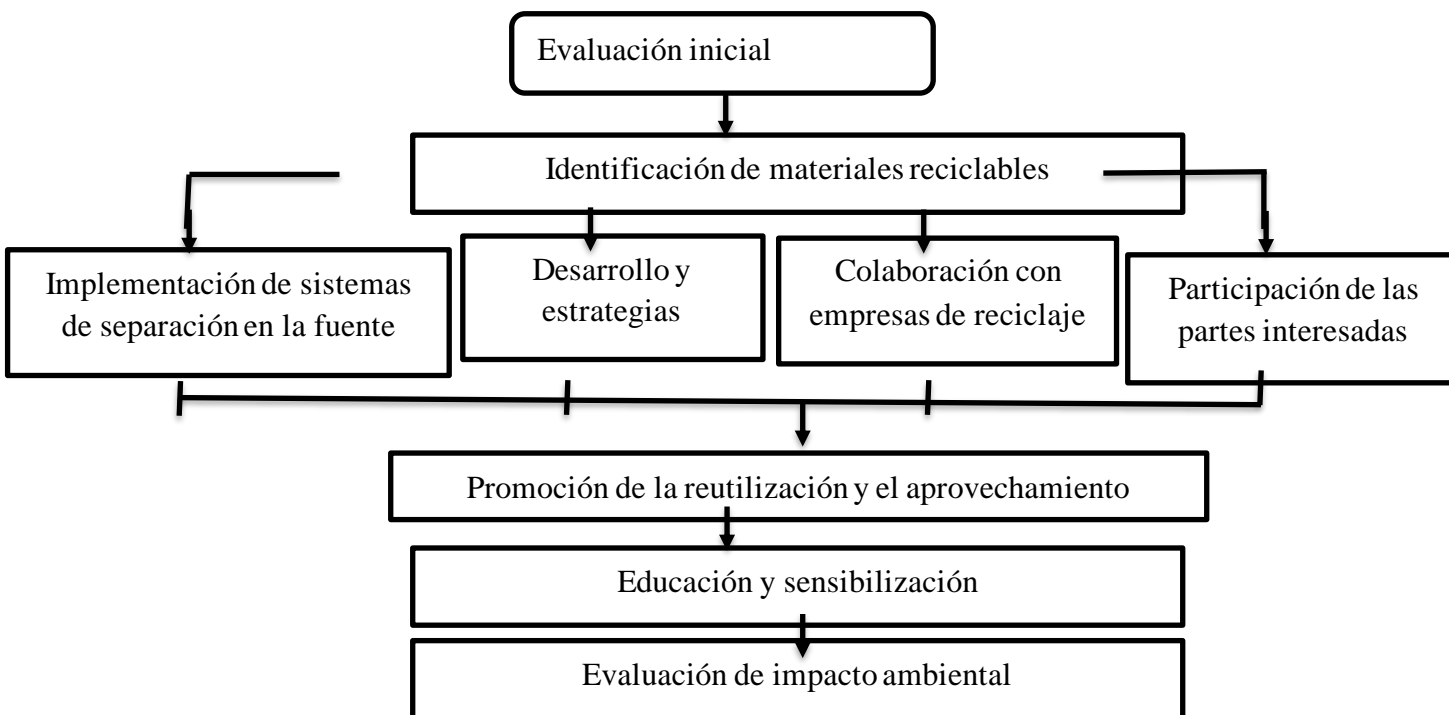 Evaluación inicial
Identificación de materiales reciclables
Implementación de sistemas
de separación en la fuente
Desarrollo y
estrategias
Colaboración con
empresas de reciclaje
Participación de las
partes interesadas
Promoción de la reutilización y el aprovechamiento
Educación y sensibilización
Evaluación de impacto ambiental